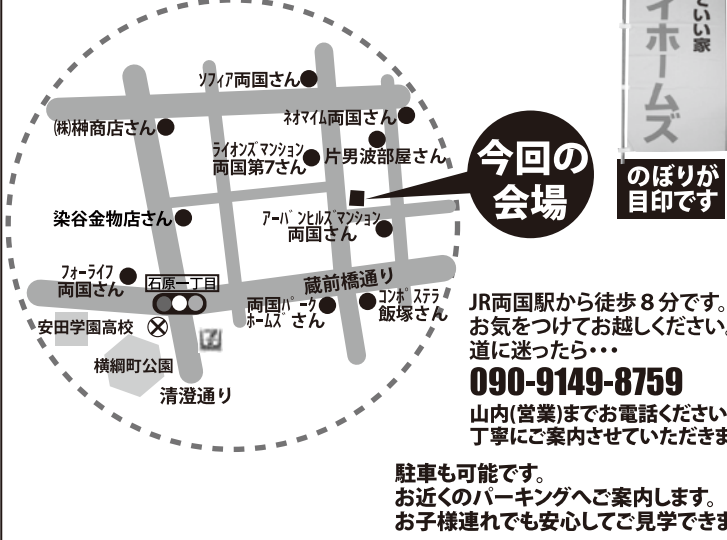 ソフィア両国さん
㈱榊商店さん
ネオマイム両国さん
ライオンズマンション
両国第7さん
片男波部屋さん
今回の
会場
染谷金物店さん
アーバンヒルズマンション
両国さん
フォーライフ
両国さん
石原一丁目
蔵前橋通り
両国パーク
ホームズさん
コンポステラ
飯塚さん
安田学園高校
横綱町公園
清澄通り
いい家
イホームズ
のぼりが
目印です
JR両国駅から徒歩8分です。
お気をつけてお越しください。
道に迷ったら・・・
090-9149-8759
山内(営業)までお電話ください
丁寧にご案内させていただきま
駐車も可能です。
お近くのパーキングへご案内します。
お子様連れでも安心してご見学できま